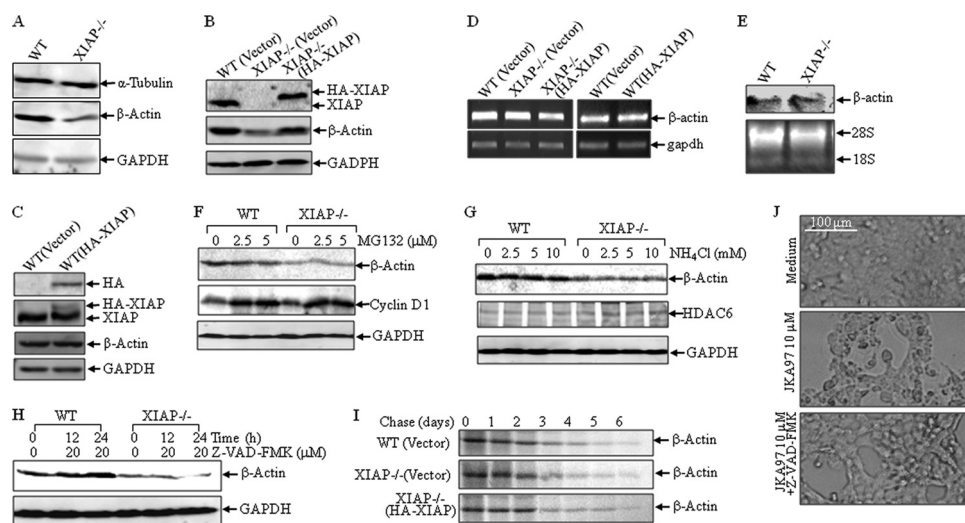 A
WT
XIAP-/-
α-Tubulin
β-Actin
GAPDH
B
WT (Vector)
XIAP-/- (Vector)
XIAP-/-
(HA-XIAP)
HA-XIAP
XIAP
β-Actin
GADPH
D
WT (Vector)
XIAP-/- (Vector)
XIAP-/-
(HA-XIAP)
WT(Vector)
WT(HA-XIAP)
β-actin
gapdh
E
WT
XIAP-/-
β-actin
28S
18S
C
WT(Vector)
WT(HA-XIAP)
HA
HA-XIAP
XIAP
β-Actin
GAPDH
F
WT XIAP-/-
0 2.5 5 0 2.5 5 MG132 (μM)
β-Actin
Cyclin D1
GAPDH
G
WT XIAP-/-
0 2.5 5 10 0 2.5 5 10 NH4Cl (mM)
β-Actin
HDAC6
GAPDH
J
100 μm
Medium
JKA97 10 μM
JKA97 10 μM
+Z-VAD-FMK
H
WT XIAP-/-
0 12 24 0 12 24 Time (h)
0 20 20 0 20 20 Z-VAD-FMK (μM)
β-Actin
GAPDH
I
Chase (days) 0 1 2 3 4 5 6
WT (Vector) β-Actin
XIAP-/-(Vector) β-Actin
XIAP-/-
(HA-XIAP) β-Actin